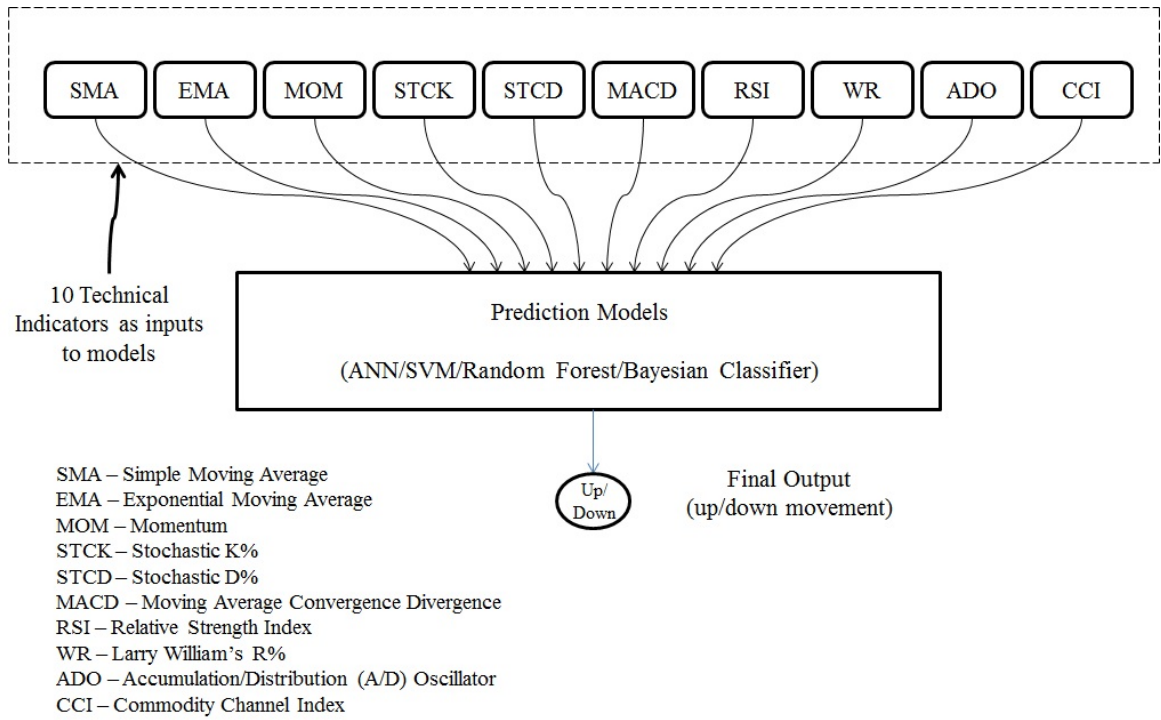 SMA EMA MOM STCK STCD MACD RSI WR ADO CCI
10 Technical
Indicators as inputs
to models
Prediction Models
(ANN/SVM/Random Forest/Bayesian Classifier)
Up/
Down
Final Output
(up/down movement)
SMA – Simple Moving Average
EMA – Exponential Moving Average
MOM – Momentum
STCK – Stochastic K%
STCD – Stochastic D%
MACD – Moving Average Convergence Divergence
RSI – Relative Strength Index
WR – Larry William's R%
ADO – Accumulation/Distribution (A/D) Oscillator
CCI – Commodity Channel Index